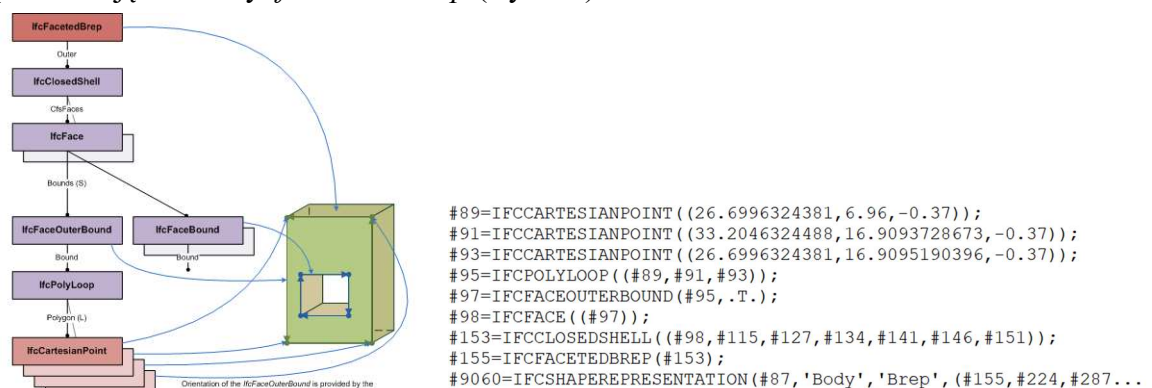 IfcFacetedBrep
Outer
IfcClosedShell
CfsFaces
IfcFace
Bounds (S)
IfcFaceOuterBound
IfcFaceBound
Bound
Bound
IfcPolyLoop
Polygon (L)
IfcCartesianPoint
Orientation of the IfcFaceOuterBound is provided by the
#89=IFCCARTESIANPOINT((26.6996324381,6.96,-0.37));
#91=IFCCARTESIANPOINT((33.2046324488,16.9093728673,-0.37));
#93=IFCCARTESIANPOINT((26.6996324381,16.9095190396,-0.37));
#95=IFCPOLYLOOP((#89,#91,#93));
#97=IFCFACEOUTERBOUND(#95,.T.);
#98=IFCFACE((#97));
#153=IFCCLOSEDSHELL((#98,#115,#127,#134,#141,#146,#151));
#155=IFCFACETEDBREP(#153);
#9060=IFCSHAPEREPRESENTATION(#87,'Body','Brep',(#155,#224,#287...